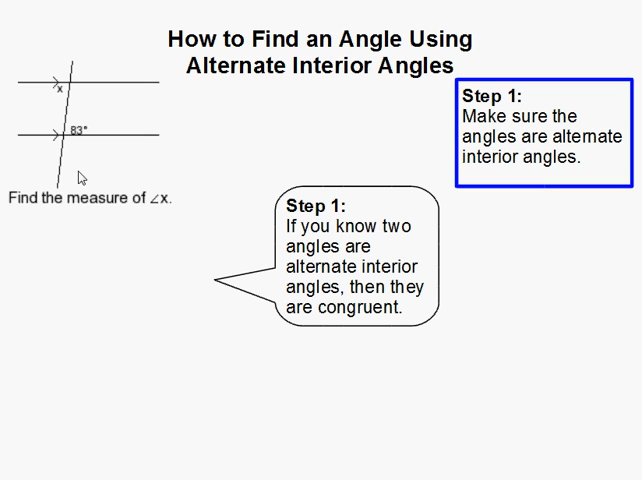 How to Find an Angle Using
Alternate Interior Angles
x
83°
Find the measure of ∠x.
Step 1:
Make sure the
angles are alternate
interior angles.
Step 1:
If you know two
angles are
alternate interior
angles, then they
are congruent.